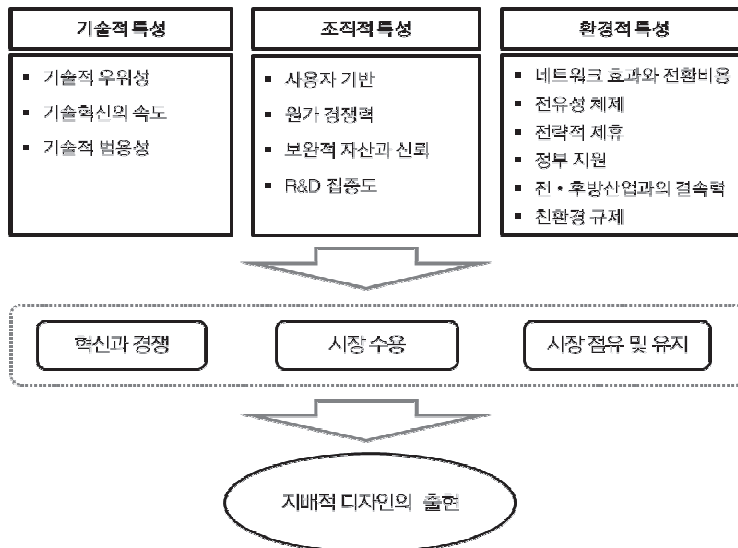 기술적 특성
▪ 기술적 우위성
▪ 기술혁신의 속도
▪ 기술적 범용성
조직적 특성
▪ 사용자 기반
▪ 원가 경쟁력
▪ 보완적 자산과 신뢰
▪ R&D 집중도
환경적 특성
▪ 네트워크 효과와 전환비용
▪ 전유성 체제
▪ 전략적 제휴
▪ 정부 지원
▪ 전・후방산업과의 결속력
▪ 친환경 규제
혁신과 경쟁
시장 수용
시장 점유 및 유지
지배적 디자인의 출현